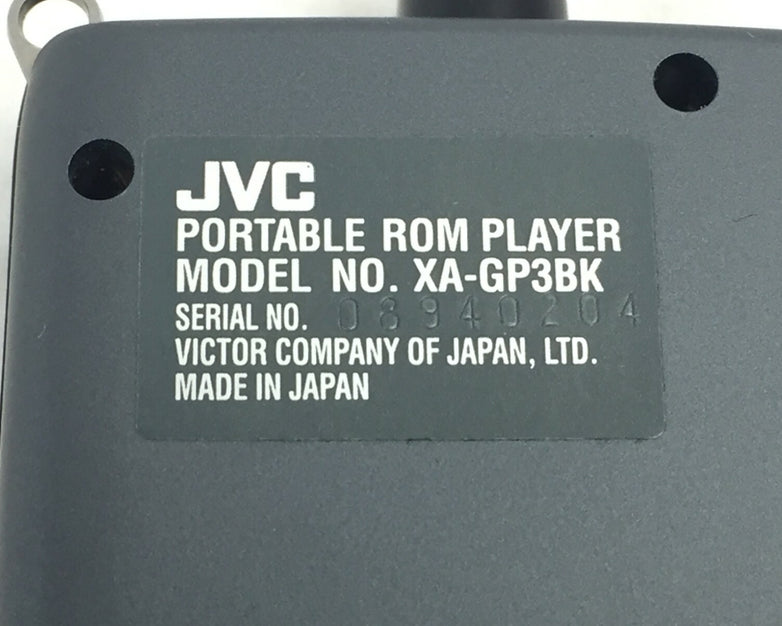 JVC
PORTABLE ROM PLAYER
MODEL NO. XA-GP3BK
SERIAL NO. 08940204
VICTOR COMPANY OF JAPAN, LTD.
MADE IN JAPAN